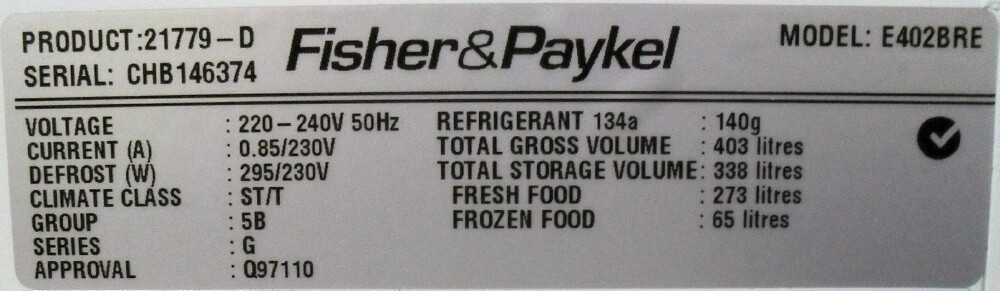 PRODUCT:21779-D
SERIAL: CHB146374
Fisher&Paykel
MODEL: E402BRE
VOLTAGE : 220-240V 50Hz
CURRENT (A) : 0.85/230V
DEFROST (W) : 295/230V
CLIMATE CLASS : ST/T
GROUP : 5B
SERIES : G
APPROVAL : Q97110
REFRIGERANT 134a : 140g
TOTAL GROSS VOLUME : 403 litres
TOTAL STORAGE VOLUME: 338 litres
FRESH FOOD : 273 litres
FROZEN FOOD : 65 litres